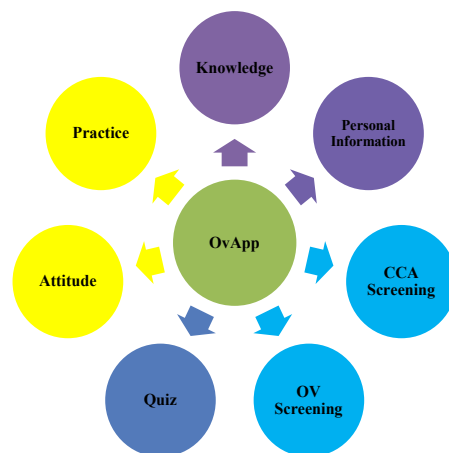 Knowledge
Personal
Information
CCA
Screening
OV
Screening
Quiz
Attitude
Practice
OvApp